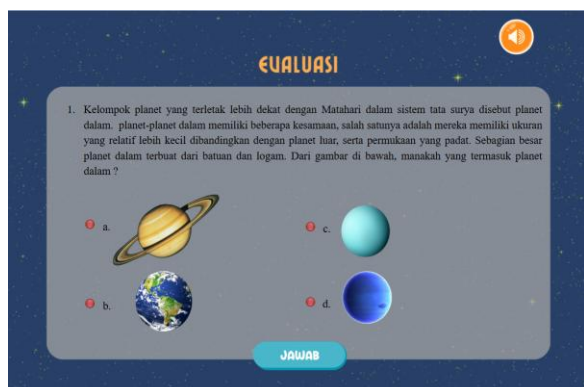 EVALUASI
1. Kelompok planet yang terletak lebih dekat dengan Matahari dalam sistem tata surya disebut planet
dalam. planet-planet dalam memiliki beberapa kesamaan, salah satunya adalah mereka memiliki ukuran
yang relatif lebih kecil dibandingkan dengan planet luar, serta permukaan yang padat. Sebagian besar
planet dalam terbuat dari batuan dan logam. Dari gambar di bawah, manakah yang termasuk planet
dalam ?
a.
b.
c.
d.
JAWAB